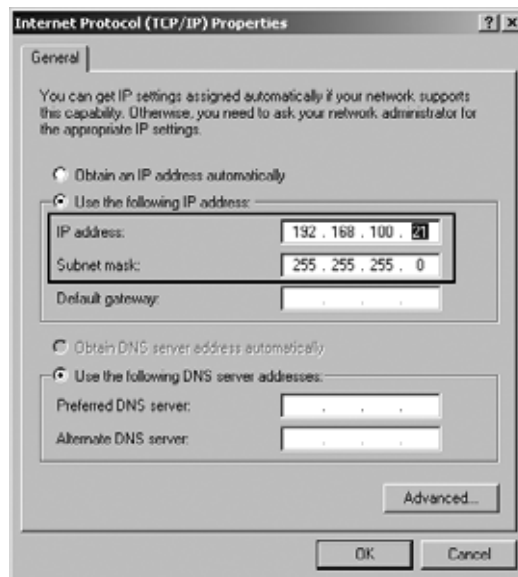 Internet Protocol (TCP/IP) Properties
? X
General
You can get IP settings assigned automatically if your network supports
this capability. Otherwise, you need to ask your network administrator for
the appropriate IP settings.
Obtain an IP address automatically
Use the following IP address:
IP address: 192 . 168 . 100 . 21
Subnet mask: 255 . 255 . 255 . 0
Default gateway: . . .
Obtain DNS server address automatically
Use the following DNS server addresses:
Preferred DNS server: . . .
Alternate DNS server: . . .
Advanced...
OK Cancel